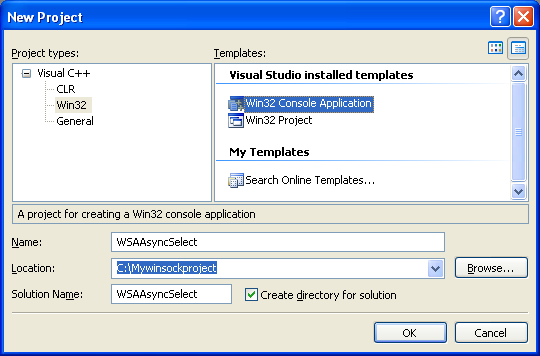 New Project
Project types:
Templates:
Visual C++
CLR
Win32
General
Visual Studio installed templates
Win32 Console Application
Win32 Project
My Templates
Search Online Templates...
A project for creating a Win32 console application
Name:
WSAAsyncSelect
Location:
C:\Mywinsockproject
Browse...
Solution Name:
WSAAsyncSelect
Create directory for solution
OK
Cancel